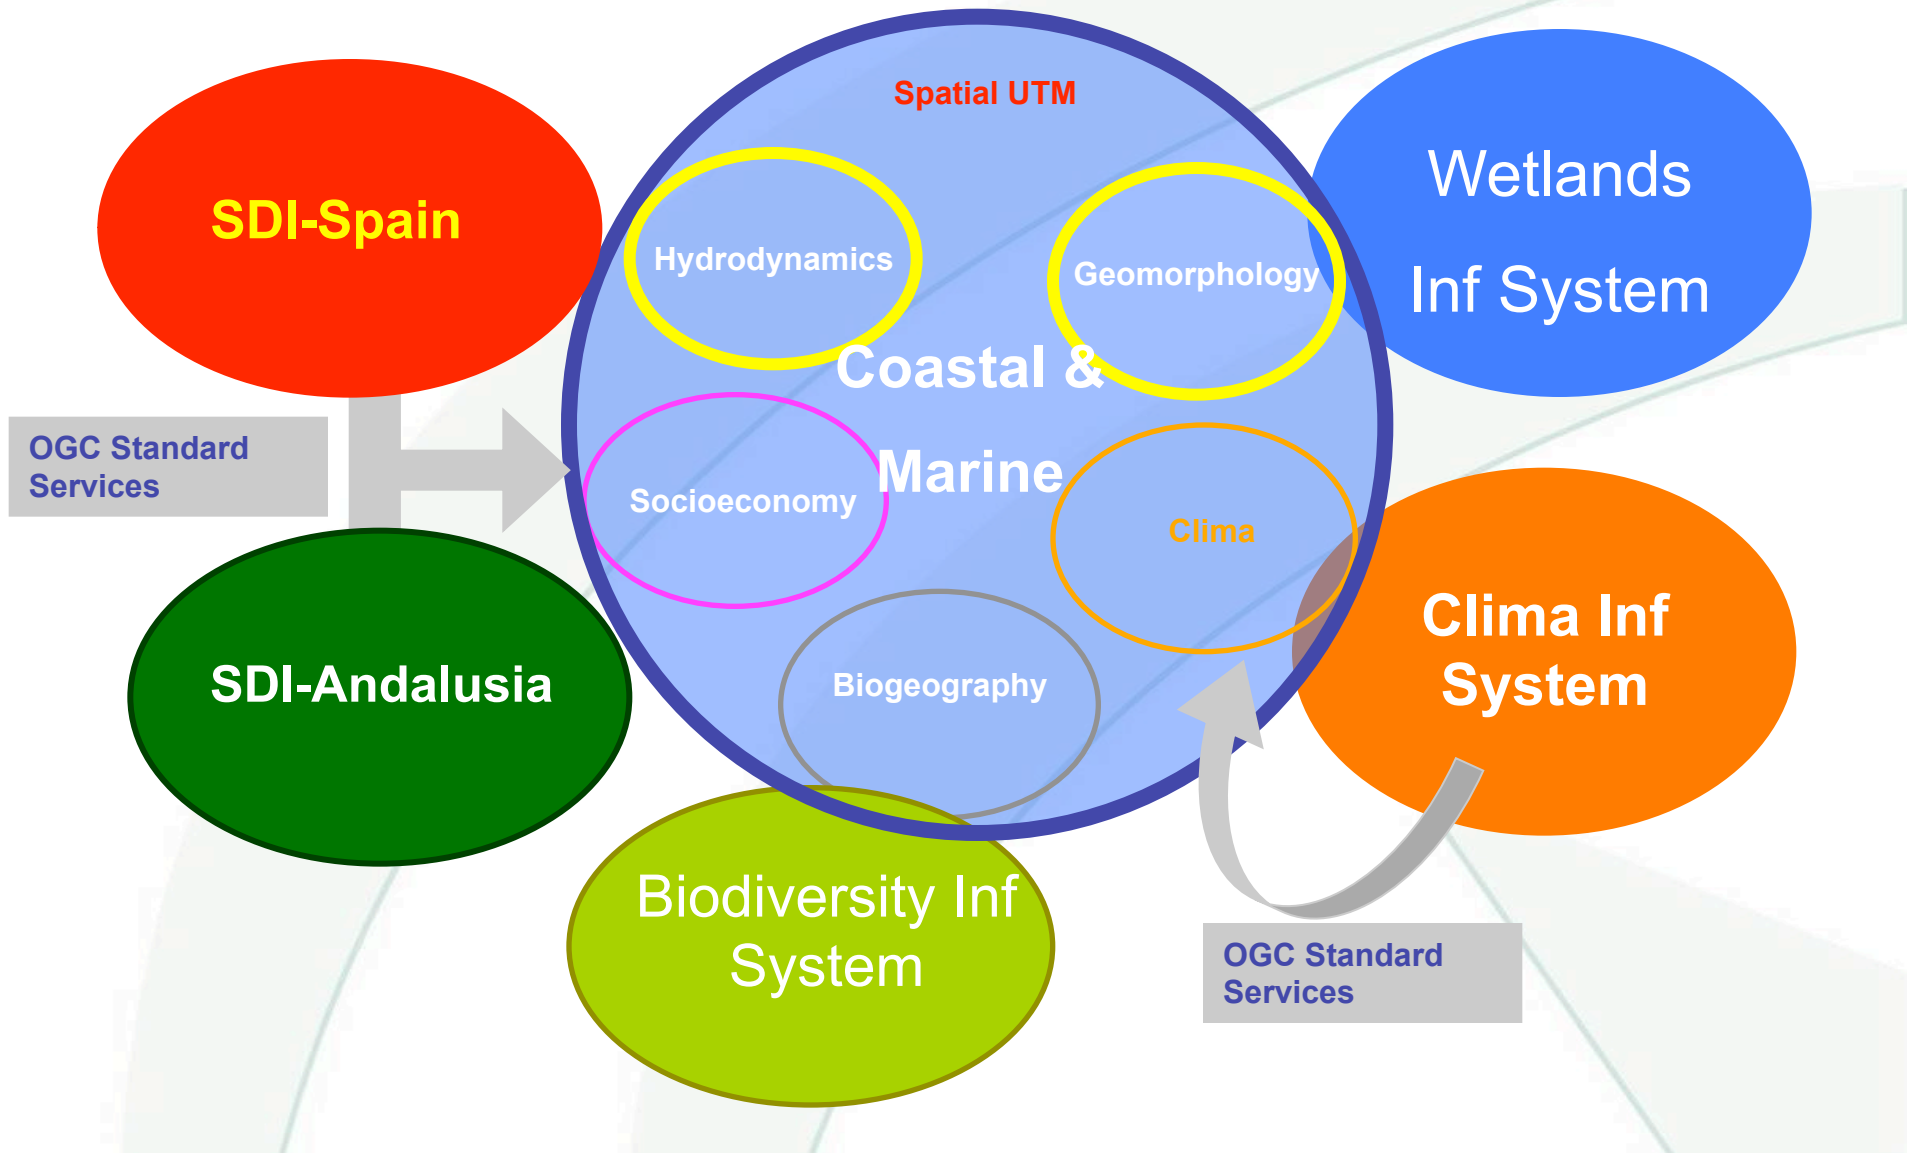 Spatial UTM
SDI-Spain
Wetlands
Inf System
Hydrodynamics
Geomorphology
Coastal &
Marine
OGC Standard
Services
Socioeconomy
Clima
Clima Inf
System
SDI-Andalusia
Biogeography
Biodiversity Inf
System
OGC Standard
Services